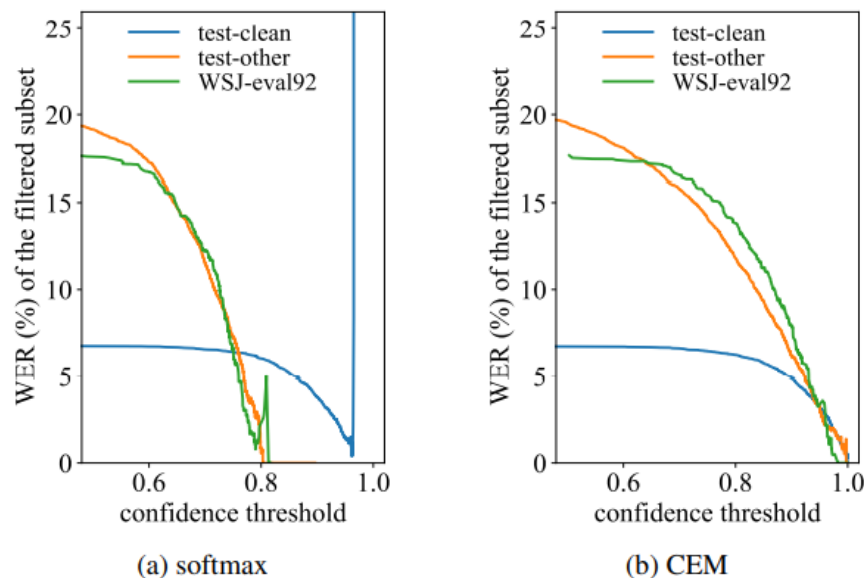 WER (%) of the filtered subset
25
20
15
10
5
0
test-clean
test-other
WSJ-eval92
0.6 0.8 1.0
confidence threshold
(a) softmax
WER (%) of the filtered subset
25
20
15
10
5
0
test-clean
test-other
WSJ-eval92
0.6 0.8 1.0
confidence threshold
(b) CEM